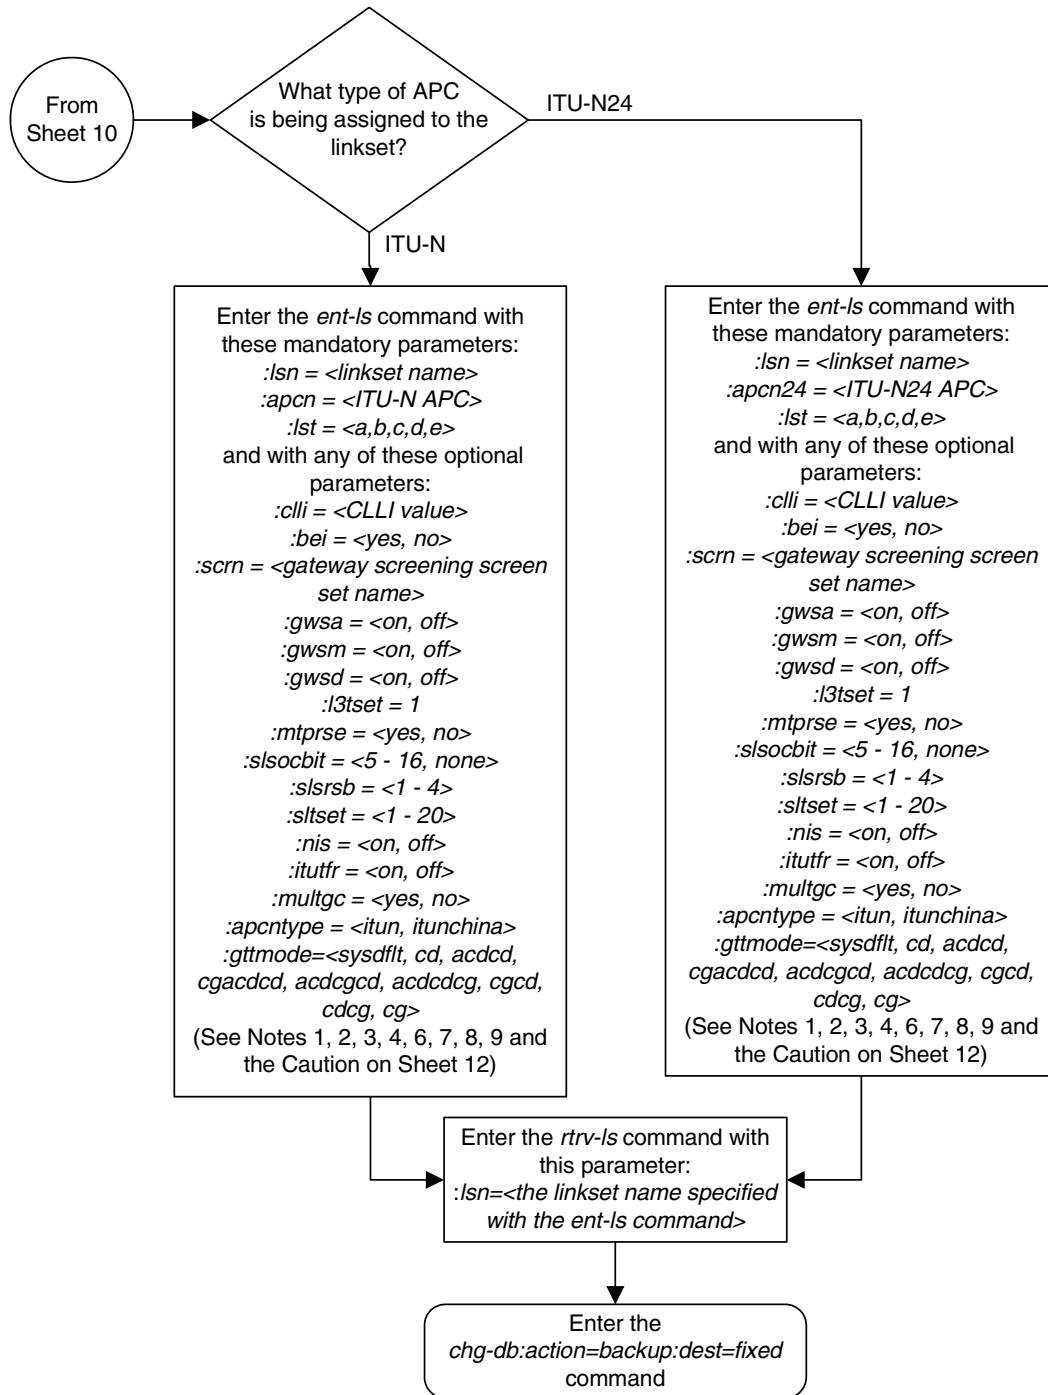 From
Sheet 10
What type of APC
is being assigned to the
linkset?
ITU-N24
ITU-N
Enter the ent-ls command with
these mandatory parameters:
:lsn = <linkset name>
:apcn = <ITU-N APC>
:lst = <a,b,c,d,e>
and with any of these optional
parameters:
:clli = <CLLI value>
:bei = <yes, no>
:scrn = <gateway screening screen
set name>
:gwsa = <on, off>
:gwsm = <on, off>
:gwsd = <on, off>
:l3tset = 1
:mtprse = <yes, no>
:slsocbit = <5 - 16, none>
:slsrsb = <1 - 4>
:sltset = <1 - 20>
:nis = <on, off>
:itutfr = <on, off>
:multgc = <yes, no>
:apcntype = <itun, itunchina>
:gttmode=<sysdflt, cd, acdcd,
cgacdcd, acdcgcd, acdcdcg, cgcd,
cdcg, cg>
(See Notes 1, 2, 3, 4, 6, 7, 8, 9 and
the Caution on Sheet 12)
Enter the ent-ls command with
these mandatory parameters:
:lsn = <linkset name>
:apcn24 = <ITU-N24 APC>
:lst = <a,b,c,d,e>
and with any of these optional
parameters:
:clli = <CLLI value>
:bei = <yes, no>
:scrn = <gateway screening screen
set name>
:gwsa = <on, off>
:gwsm = <on, off>
:gwsd = <on, off>
:l3tset = 1
:mtprse = <yes, no>
:slsocbit = <5 - 16, none>
:slsrsb = <1 - 4>
:sltset = <1 - 20>
:nis = <on, off>
:itutfr = <on, off>
:multgc = <yes, no>
:apcntype = <itun, itunchina>
:gttmode=<sysdflt, cd, acdcd,
cgacdcd, acdcgcd, acdcdcg, cgcd,
cdcg, cg>
(See Notes 1, 2, 3, 4, 6, 7, 8, 9 and
the Caution on Sheet 12)
Enter the rtrv-ls command with
this parameter:
:lsn=<the linkset name specified
with the ent-ls command>
Enter the
chg-db:action=backup:dest=fixed
command